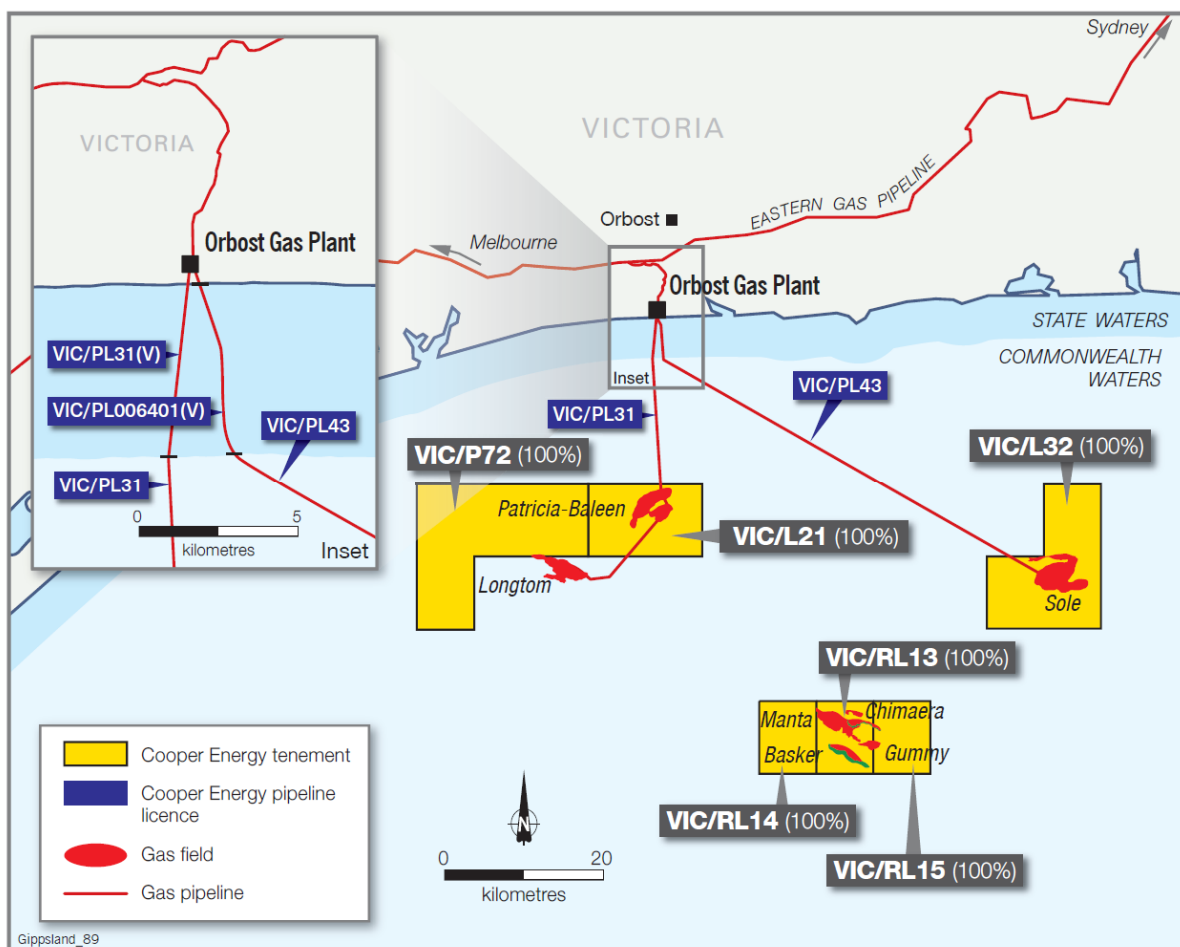 Sydney
VICTORIA
VICTORIA
EASTERN GAS PIPELINE
Orbost
Melbourne
Orbost Gas Plant
Orbost Gas Plant
STATE WATERS
COMMONWEALTH
WATERS
VIC/PL31(V)
VIC/PL006401(V)
VIC/PL43
VIC/PL31
0 5
kilometres
Inset
Inset
VIC/PL31
VIC/PL43
VIC/P72 (100%)
VIC/L32 (100%)
Patricia-Baleen
VIC/L21 (100%)
Longtom
Sole
VIC/RL13 (100%)
Manta
Chimaera
Basker
Gummy
VIC/RL14 (100%)
VIC/RL15 (100%)
Cooper Energy tenement
Cooper Energy pipeline
licence
Gas field
Gas pipeline
N
0 20
kilometres
Gippsland_89